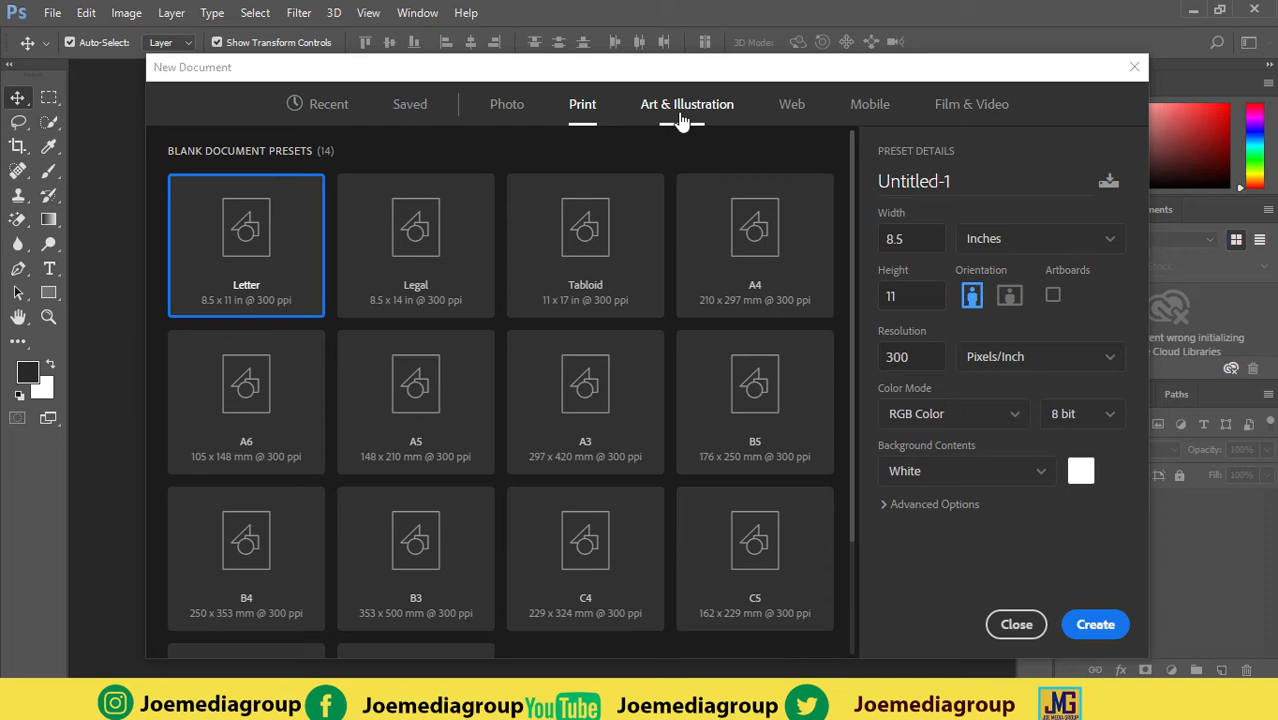 Ps File Edit Image Layer Type Select Filter 3D View Window Help
Auto-Select: Layer Show Transform Controls 3D Mode:
New Document
Recent Saved Photo Print Art & Illustration Web Mobile Film & Video
BLANK DOCUMENT PRESETS (14)
Letter
8.5 x 11 in @ 300 ppi
Legal
8.5 x 14 in @ 300 ppi
Tabloid
11 x 17 in @ 300 ppi
A4
210 x 297 mm @ 300 ppi
A6
105 x 148 mm @ 300 ppi
A5
148 x 210 mm @ 300 ppi
A3
297 x 420 mm @ 300 ppi
B5
176 x 250 mm @ 300 ppi
B4
250 x 353 mm @ 300 ppi
B3
353 x 500 mm @ 300 ppi
C4
229 x 324 mm @ 300 ppi
C5
162 x 229 mm @ 300 ppi
PRESET DETAILS
Untitled-1
Width
8.5 Inches
Height Orientation Artboards
11
Resolution
300 Pixels/Inch
Color Mode
RGB Color 8 bit
Background Contents
White
Advanced Options
Close Create
ments
Stock
ent wrong initializing
Cloud Libraries
Paths
Opacity: 100%
Fill: 100%
Joemediagroup Joemediagroup YouTube Joemediagroup Joemediagroup JMG
JOE MEDIA GROUP